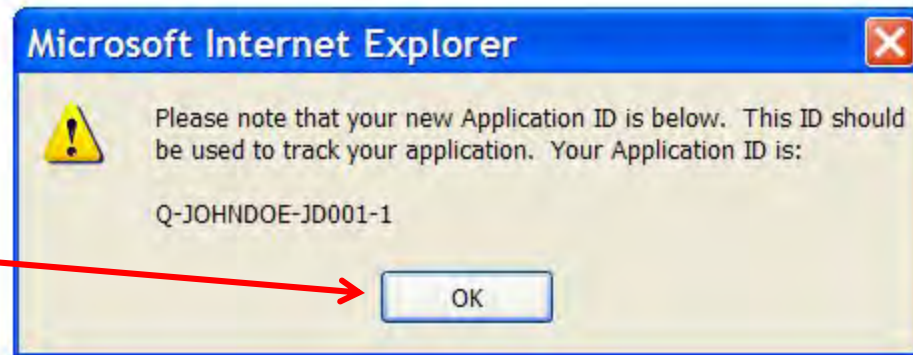 Microsoft Internet Explorer
Please note that your new Application ID is below. This ID should
be used to track your application. Your Application ID is:
Q-JOHNDOE-JD001-1
OK